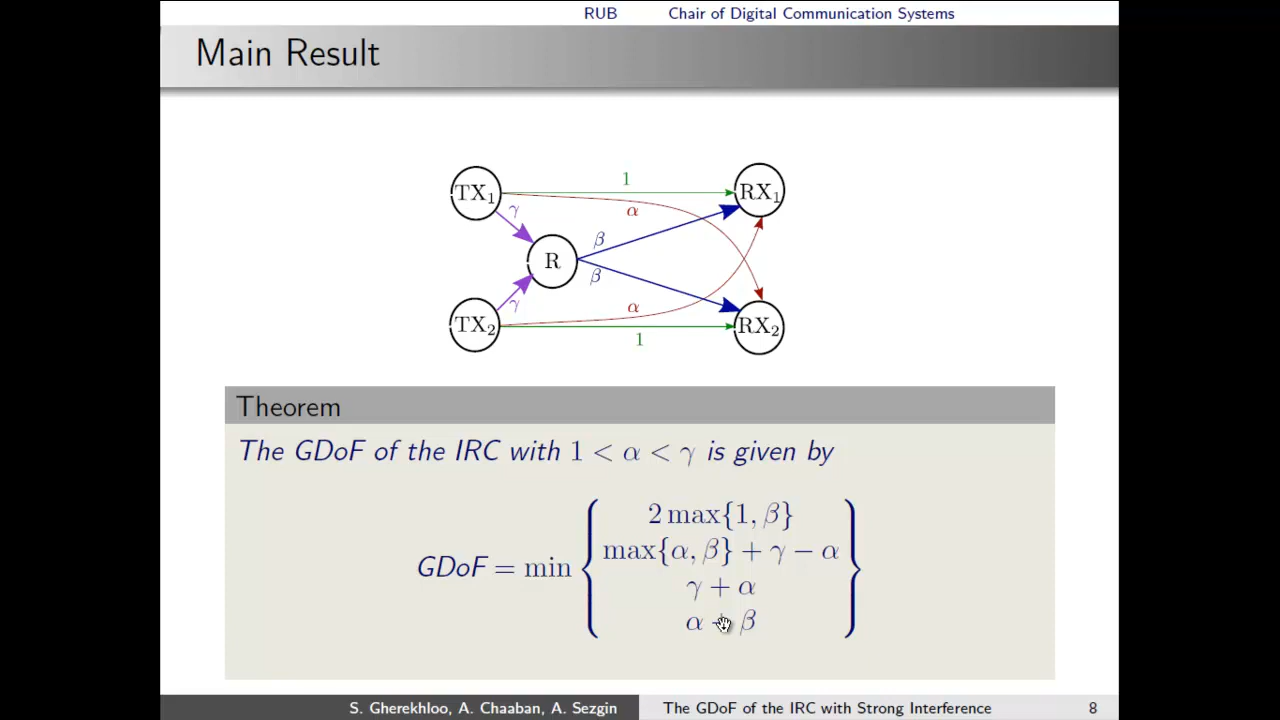 RUB Chair of Digital Communication Systems
Main Result
TX1 1 RX1
γ α
β
R
β
γ α
TX2 1 RX2
Theorem
The GDoF of the IRC with 1 < α < γ is given by
2 max{1, β}
max{α, β} + γ − α
GDoF = min
γ + α
α + β
S. Gherekhloo, A. Chaaban, A. Sezgin The GDoF of the IRC with Strong Interference 8